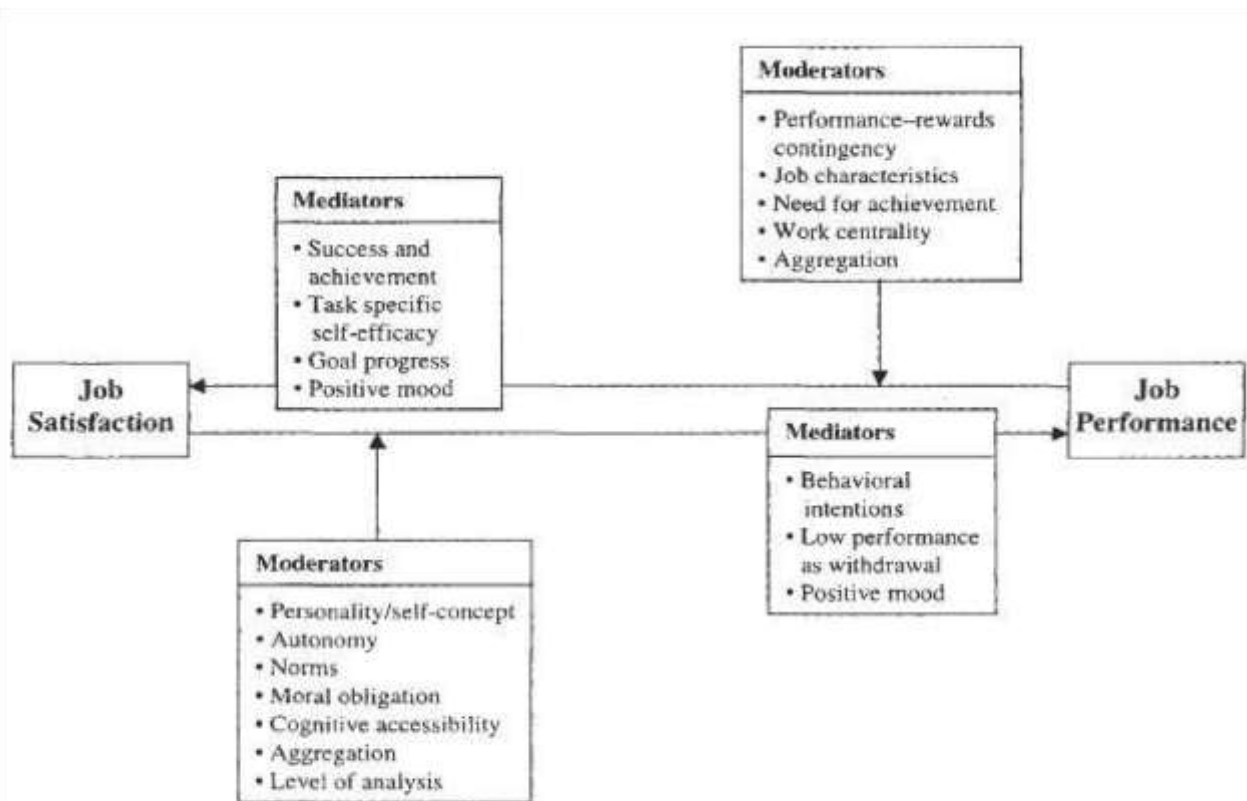 Moderators
• Performance–rewards
contingency
• Job characteristics
• Need for achievement
• Work centrality
• Aggregation
Mediators
• Success and
achievement
• Task specific
self-efficacy
• Goal progress
• Positive mood
Job
Satisfaction
Job
Performance
Mediators
• Behavioral
intentions
• Low performance
as withdrawal
• Positive mood
Moderators
• Personality/self-concept
• Autonomy
• Norms
• Moral obligation
• Cognitive accessibility
• Aggregation
• Level of analysis